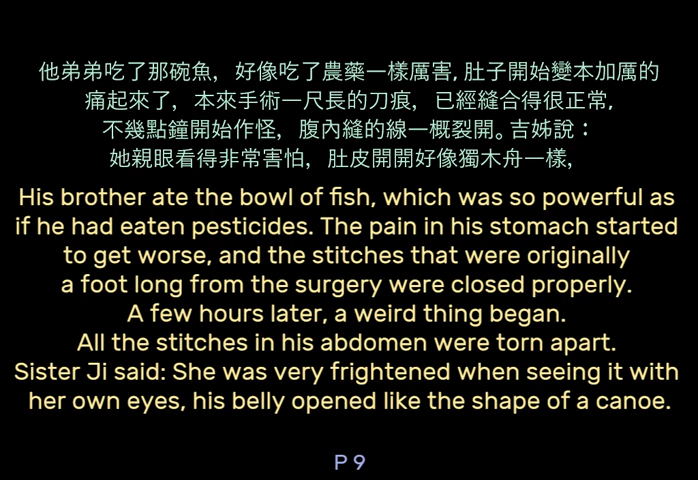 他弟弟吃了那碗魚，好像吃了農藥一樣厲害, 肚子開始變本加厲的
痛起來了，本來手術一尺長的刀痕，已經縫合得很正常,
不幾點鐘開始作怪，腹內縫的線一概裂開。吉姊說：
她親眼看得非常害怕，肚皮開開好像獨木舟一樣,
His brother ate the bowl of fish, which was so powerful as
if he had eaten pesticides. The pain in his stomach started
to get worse, and the stitches that were originally
a foot long from the surgery were closed properly.
A few hours later, a weird thing began.
All the stitches in his abdomen were torn apart.
Sister Ji said: She was very frightened when seeing it with
her own eyes, his belly opened like the shape of a canoe.
P 9